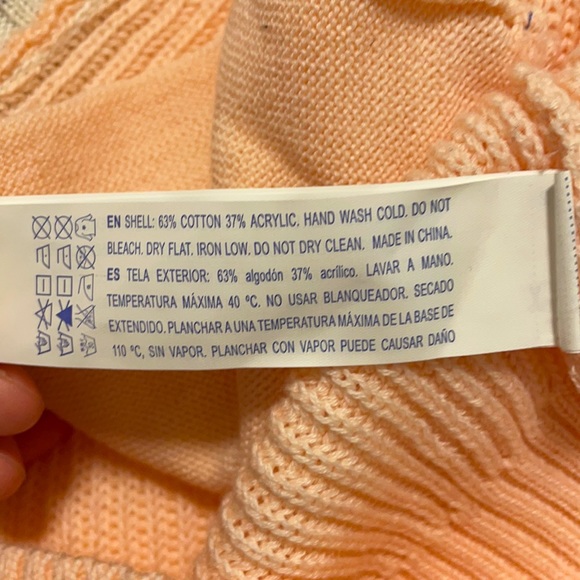 EN SHELL: 63% COTTON 37% ACRYLIC. HAND WASH COLD. DO NOT
BLEACH. DRY FLAT. IRON LOW. DO NOT DRY CLEAN. MADE IN CHINA.
ES TELA EXTERIOR: 63% algodón 37% acrílico. LAVAR A MANO.
TEMPERATURA MÁXIMA 40 ºC. NO USAR BLANQUEADOR. SECADO
EXTENDIDO. PLANCHAR A UNA TEMPERATURA MÁXIMA DE LA BASE DE
110 ºC, SIN VAPOR. PLANCHAR CON VAPOR PUEDE CAUSAR DAÑO